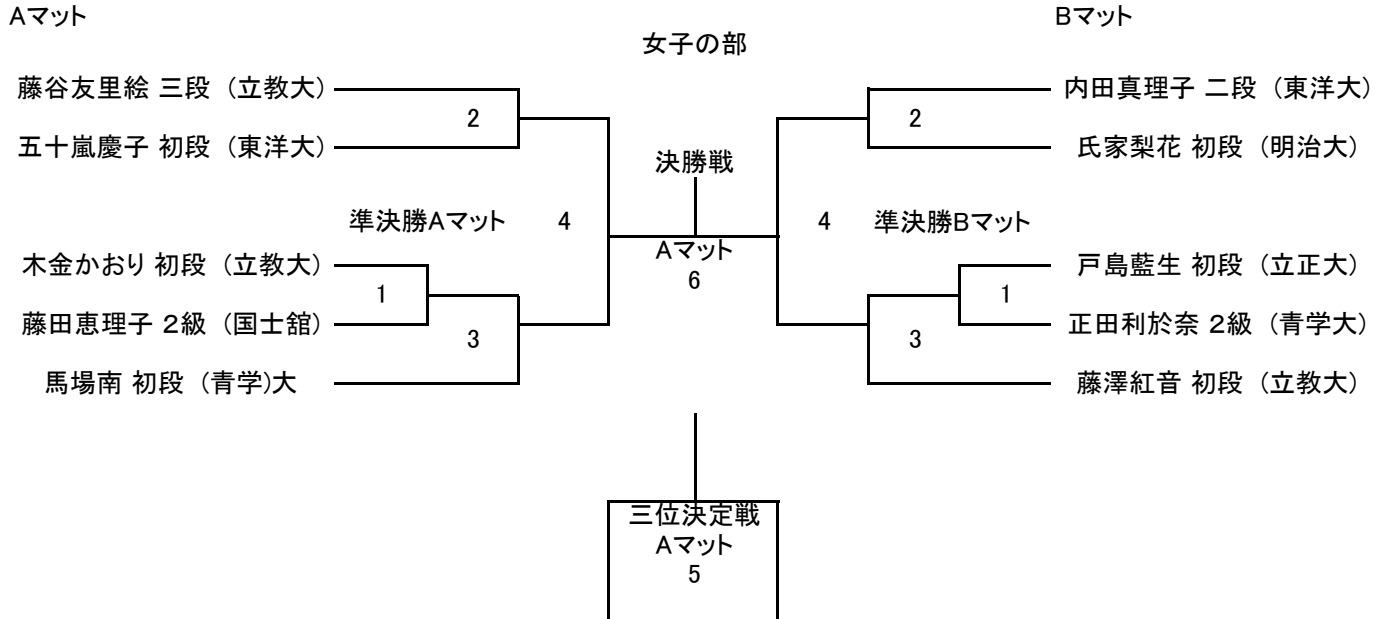 Aマット
Bマット
女子の部
藤谷友里絵 三段 (立教大)
2
五十嵐慶子 初段 (東洋大)
準決勝Aマット
4
木金かおり 初段 (立教大)
1
藤田恵理子 2級 (国士舘)
3
馬場南 初段 (青学)大
決勝戦
Aマット
6
内田真理子 二段 (東洋大)
2
氏家梨花 初段 (明治大)
4
準決勝Bマット
戸島藍生 初段 (立正大)
1
正田利於奈 2級 (青学大)
3
藤澤紅音 初段 (立教大)
三位決定戦
Aマット
5